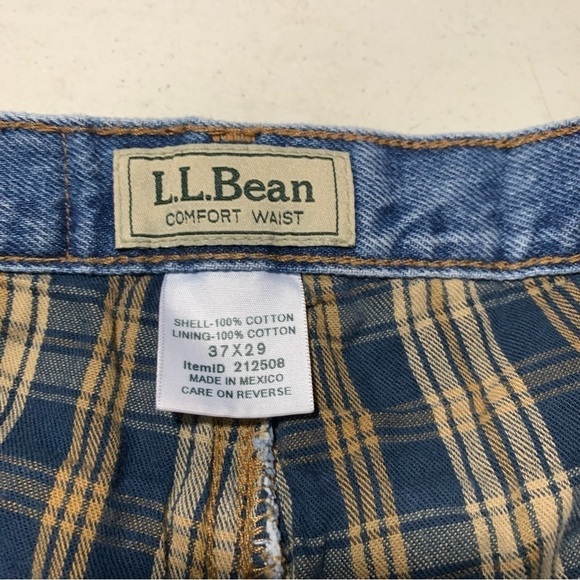 L.L.Bean
COMFORT WAIST
SHELL-100% COTTON
LINING-100% COTTON
37X29
ItemID 212508
MADE IN MEXICO
CARE ON REVERSE